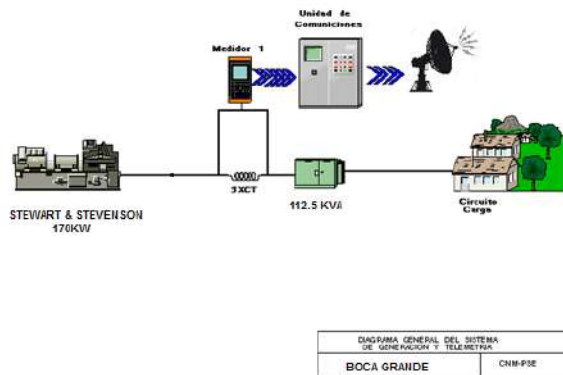 Unidad de
Comuniciones
Medidor 1
3XCT
112.5 KVA
STEWART & STEVENSON
170KW
Circuito
Carga
DIAGRAMA GENERAL DEL SISTEMA
DE GENERACION Y TELEMETRIA
BOCA GRANDE
CNM-PSE